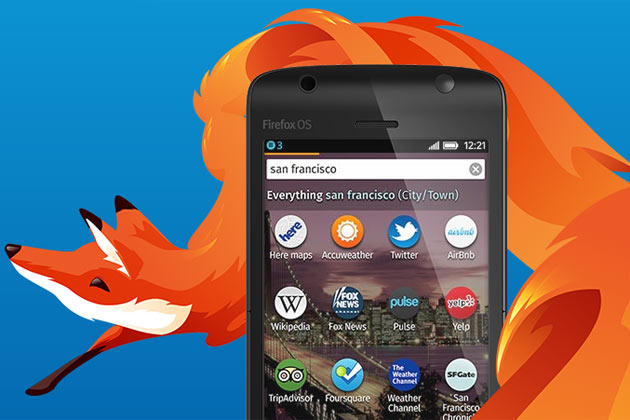 Firefox OS
3 12:21
san francisco
Everything san francisco (City/Town)
here
airbnb
Here maps Accuweather Twitter AirBnb
W FOX NEWS channel pulse yelp
Wikipedia Fox News Pulse Yelp
The Weather Channel SFGate
TripAdvisor Foursquare Weather Channel "San Francisco Chronic"